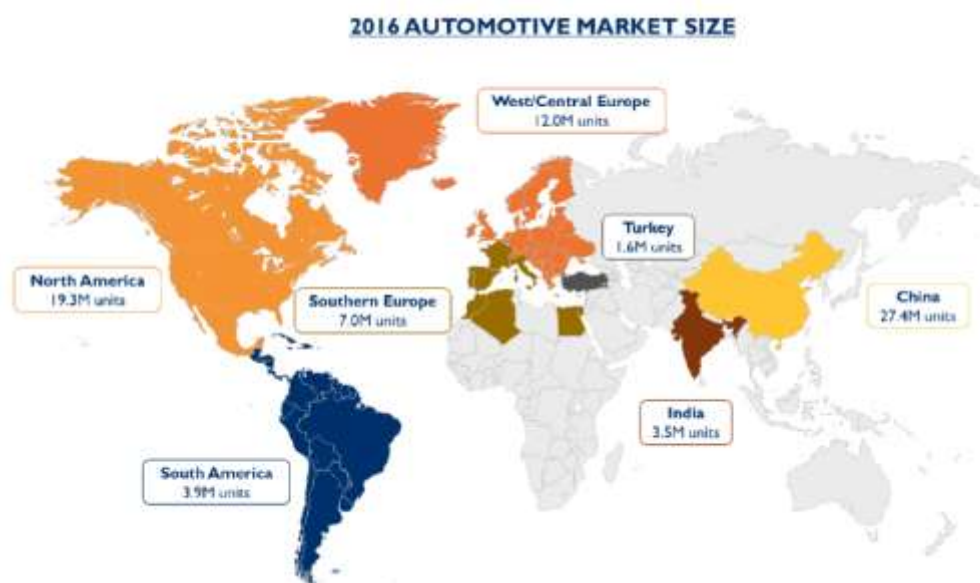 2016 AUTOMOTIVE MARKET SIZE
West/Central Europe
12.0M units
Turkey
1.6M units
North America
19.3M units
Southern Europe
7.0M units
China
27.4M units
India
3.5M units
South America
3.9M units